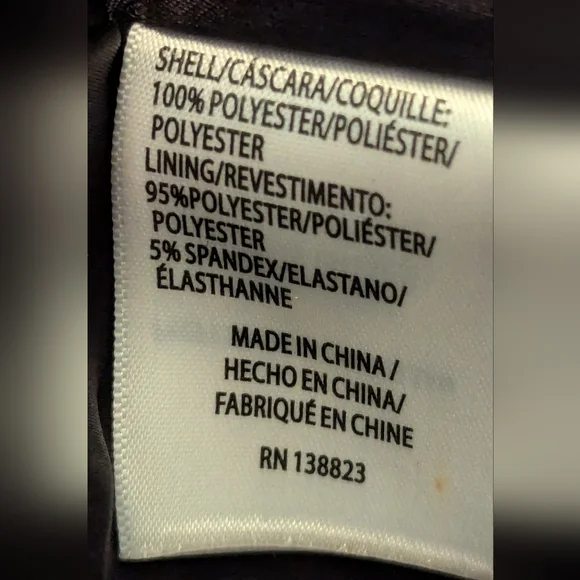 SHELL/CÁSCARA/COQUILLE:
100% POLYESTER/POLIÉSTER/
POLYESTER
LINING/REVESTIMENTO:
95%POLYESTER/POLIÉSTER/
POLYESTER
5% SPANDEX/ELASTANO/
ÉLASTHANNE
MADE IN CHINA /
HECHO EN CHINA/
FABRIQUÉ EN CHINE
RN 138823